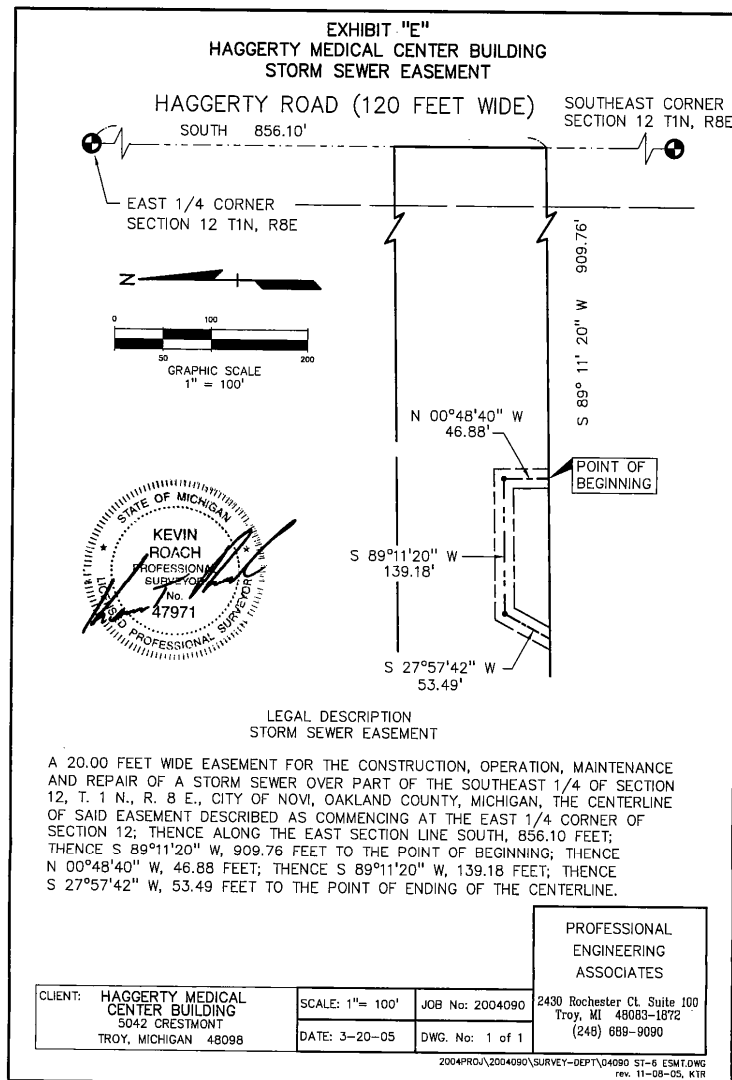 EXHIBIT "E"
HAGGERTY MEDICAL CENTER BUILDING
STORM SEWER EASEMENT
HAGGERTY ROAD (120 FEET WIDE)
SOUTHEAST CORNER
SECTION 12 T1N, R8E
SOUTH 856.10'
EAST 1/4 CORNER
SECTION 12 T1N, R8E
S 89° 11' 20" W 909.76'
N
0 100
50 200
GRAPHIC SCALE
1" = 100'
N 00°48'40" W
46.88'
POINT OF
BEGINNING
STATE OF MICHIGAN
KEVIN
ROACH
PROFESSIONAL
SURVEYOR
No.
47971
LICENSED PROFESSIONAL SURVEYOR
S 89°11'20" W
139.18'
S 27°57'42" W
53.49'
LEGAL DESCRIPTION
STORM SEWER EASEMENT
A 20.00 FEET WIDE EASEMENT FOR THE CONSTRUCTION, OPERATION, MAINTENANCE
AND REPAIR OF A STORM SEWER OVER PART OF THE SOUTHEAST 1/4 OF SECTION
12, T. 1 N., R. 8 E., CITY OF NOVI, OAKLAND COUNTY, MICHIGAN, THE CENTERLINE
OF SAID EASEMENT DESCRIBED AS COMMENCING AT THE EAST 1/4 CORNER OF
SECTION 12; THENCE ALONG THE EAST SECTION LINE SOUTH, 856.10 FEET;
THENCE S 89°11'20" W, 909.76 FEET TO THE POINT OF BEGINNING; THENCE
N 00°48'40" W, 46.88 FEET; THENCE S 89°11'20" W, 139.18 FEET; THENCE
S 27°57'42" W, 53.49 FEET TO THE POINT OF ENDING OF THE CENTERLINE.
PROFESSIONAL
ENGINEERING
ASSOCIATES
2430 Rochester Ct. Suite 100
Troy, MI 48083-1872
(248) 689-9090
CLIENT: HAGGERTY MEDICAL
CENTER BUILDING
5042 CRESTMONT
TROY, MICHIGAN 48098
SCALE: 1"= 100'
JOB No: 2004090
DATE: 3-20-05
DWG. No: 1 of 1
2004PROJ\2004090\SURVEY-DEPT\04090 ST-6 ESMT.DWG
rev. 11-08-05, KTR